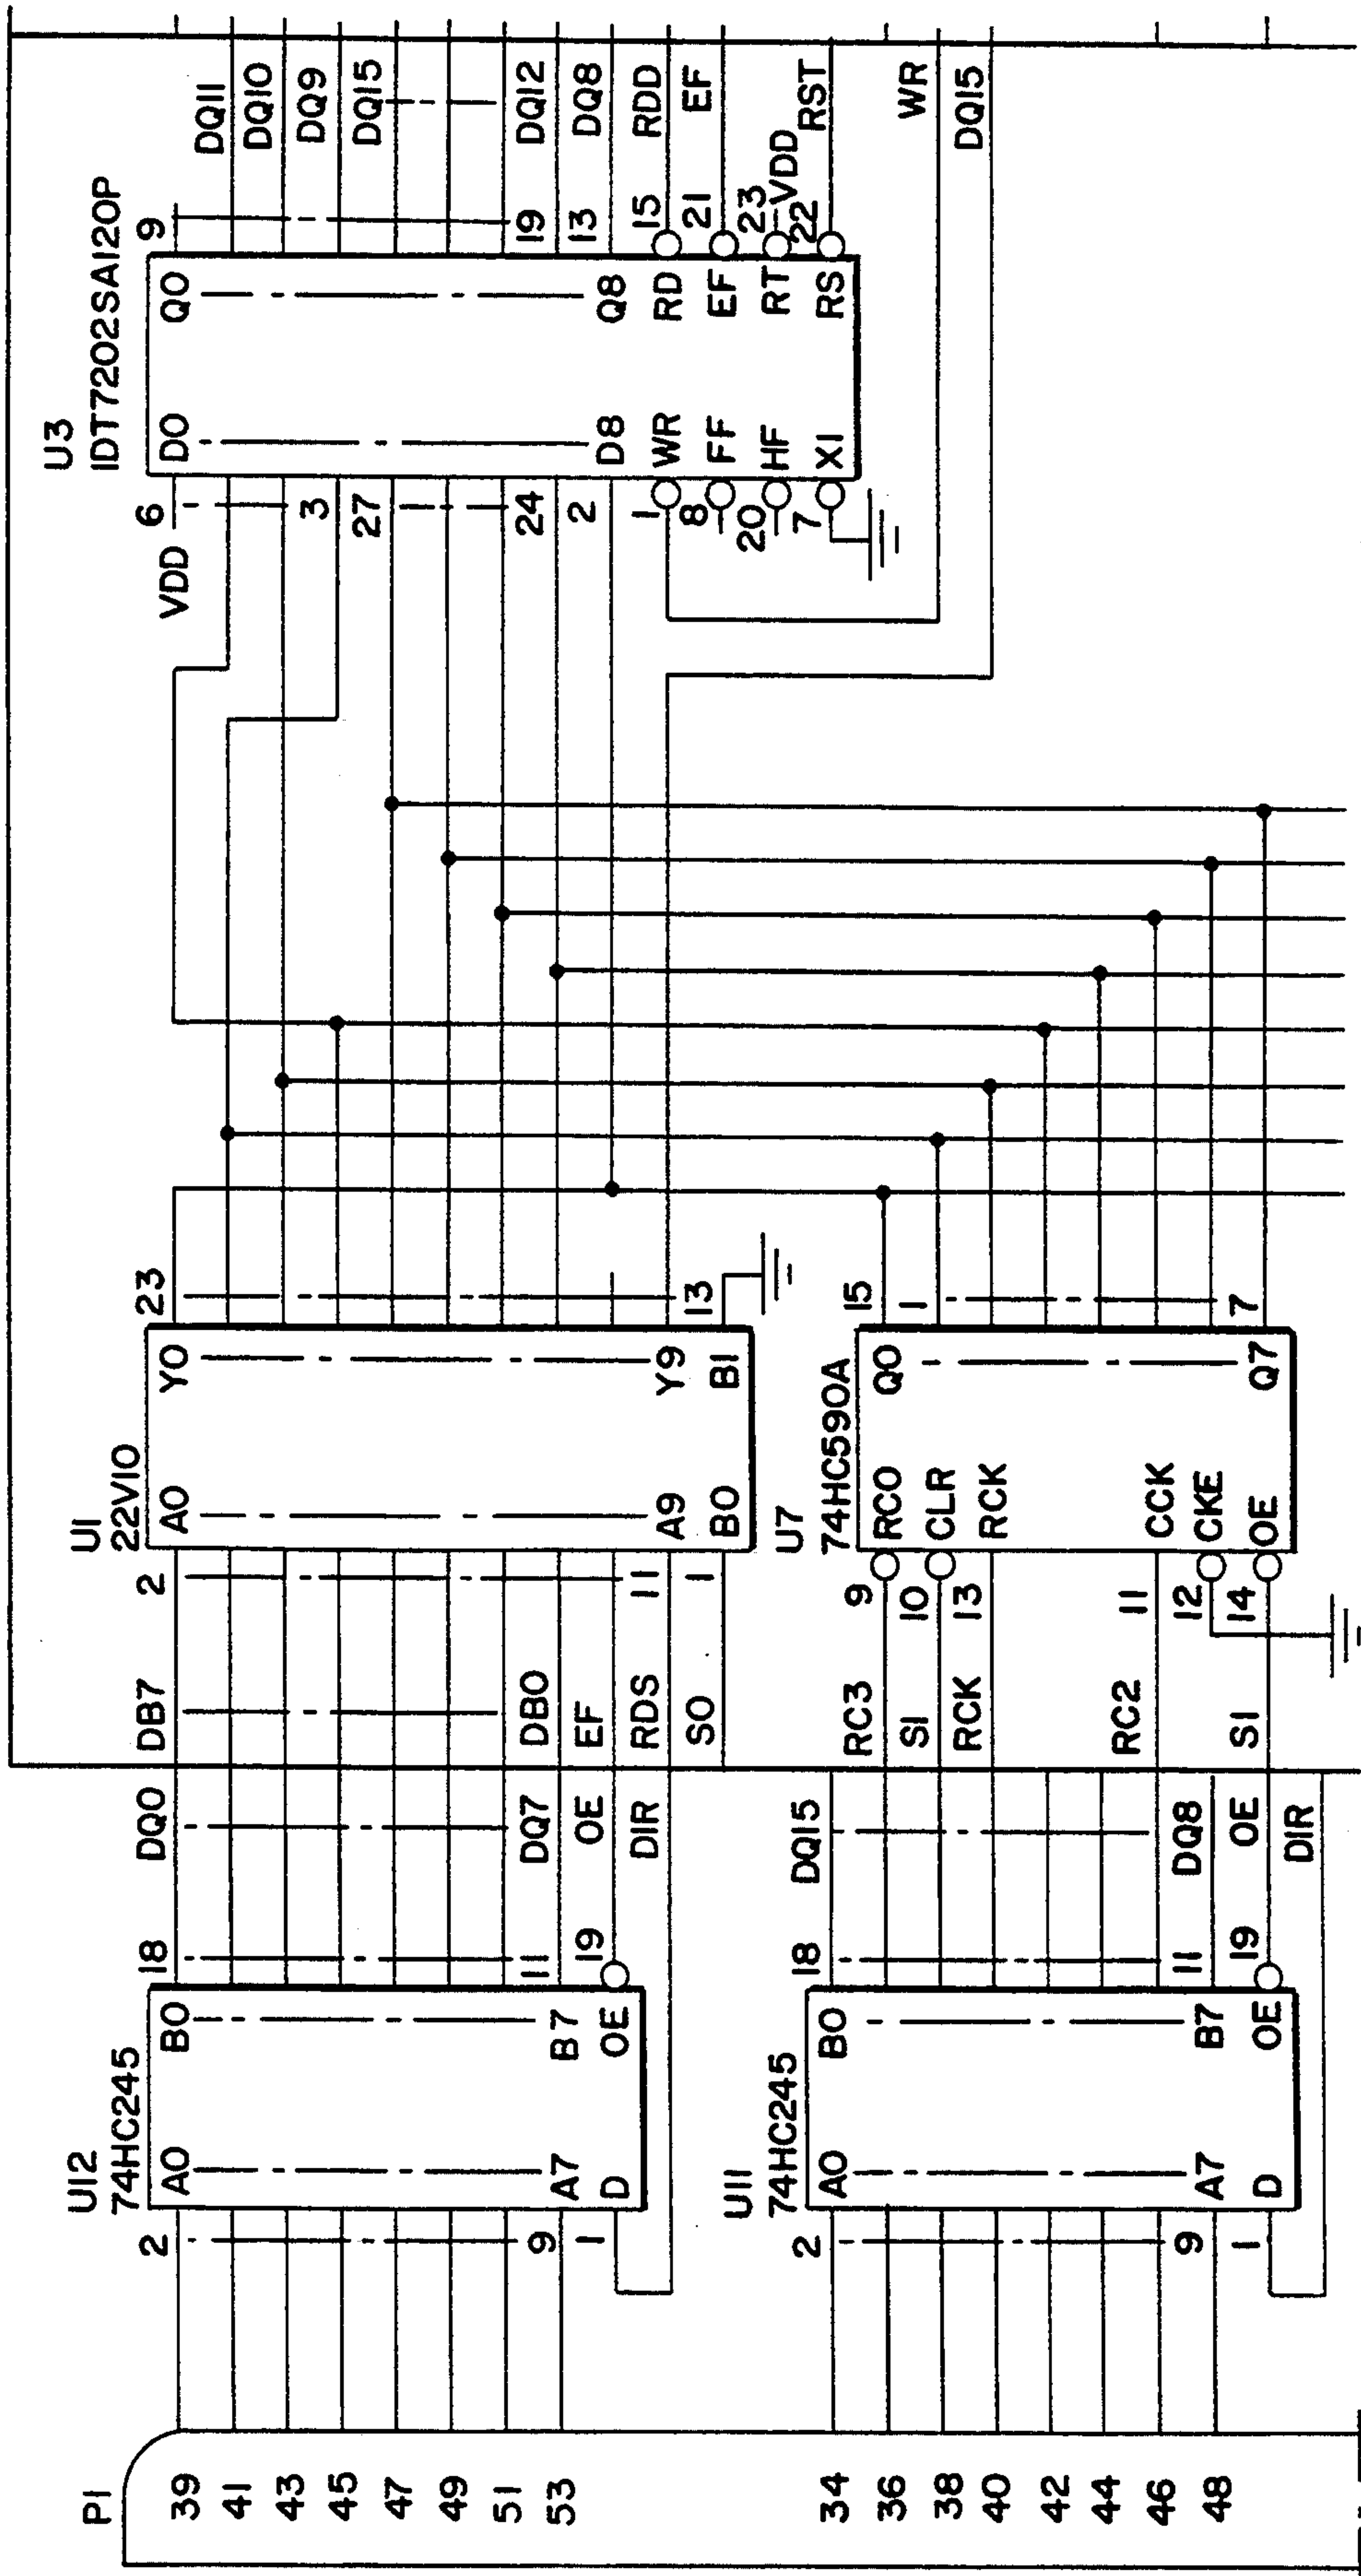 P1
39
41
43
45
47
49
51
53
34
36
38
40
42
44
46
48
U12
74HC245
A0
A7
D
B0
B7
OE
2
9
1
18
11
19
DQ0
DQ7
OE
DIR
U11
74HC245
A0
A7
D
B0
B7
OE
2
9
1
18
11
19
DQ15
DQ8
OE
DIR
DB7
DB0
EF
RDS
S0
U1
22V10
A0
A9
B0
Y0
Y9
B1
2
11
1
23
13
RC3
S1
RCK
RC2
S1
U7
74HC590A
RCO
CLR
RCK
CCK
CKE
OE
Q0
Q7
9
10
13
11
12
14
15
1
7
U3
IDT7202SA120P
VDD
6
3
27
24
2
1
8
20
7
D0
D8
WR
FF
HF
XI
Q0
Q8
RD
EF
RT
RS
9
19
13
15
21
23
22
DQ11
DQ10
DQ9
DQ15
DQ12
DQ8
RDD
EF
VDD
RST
WR
DQ15